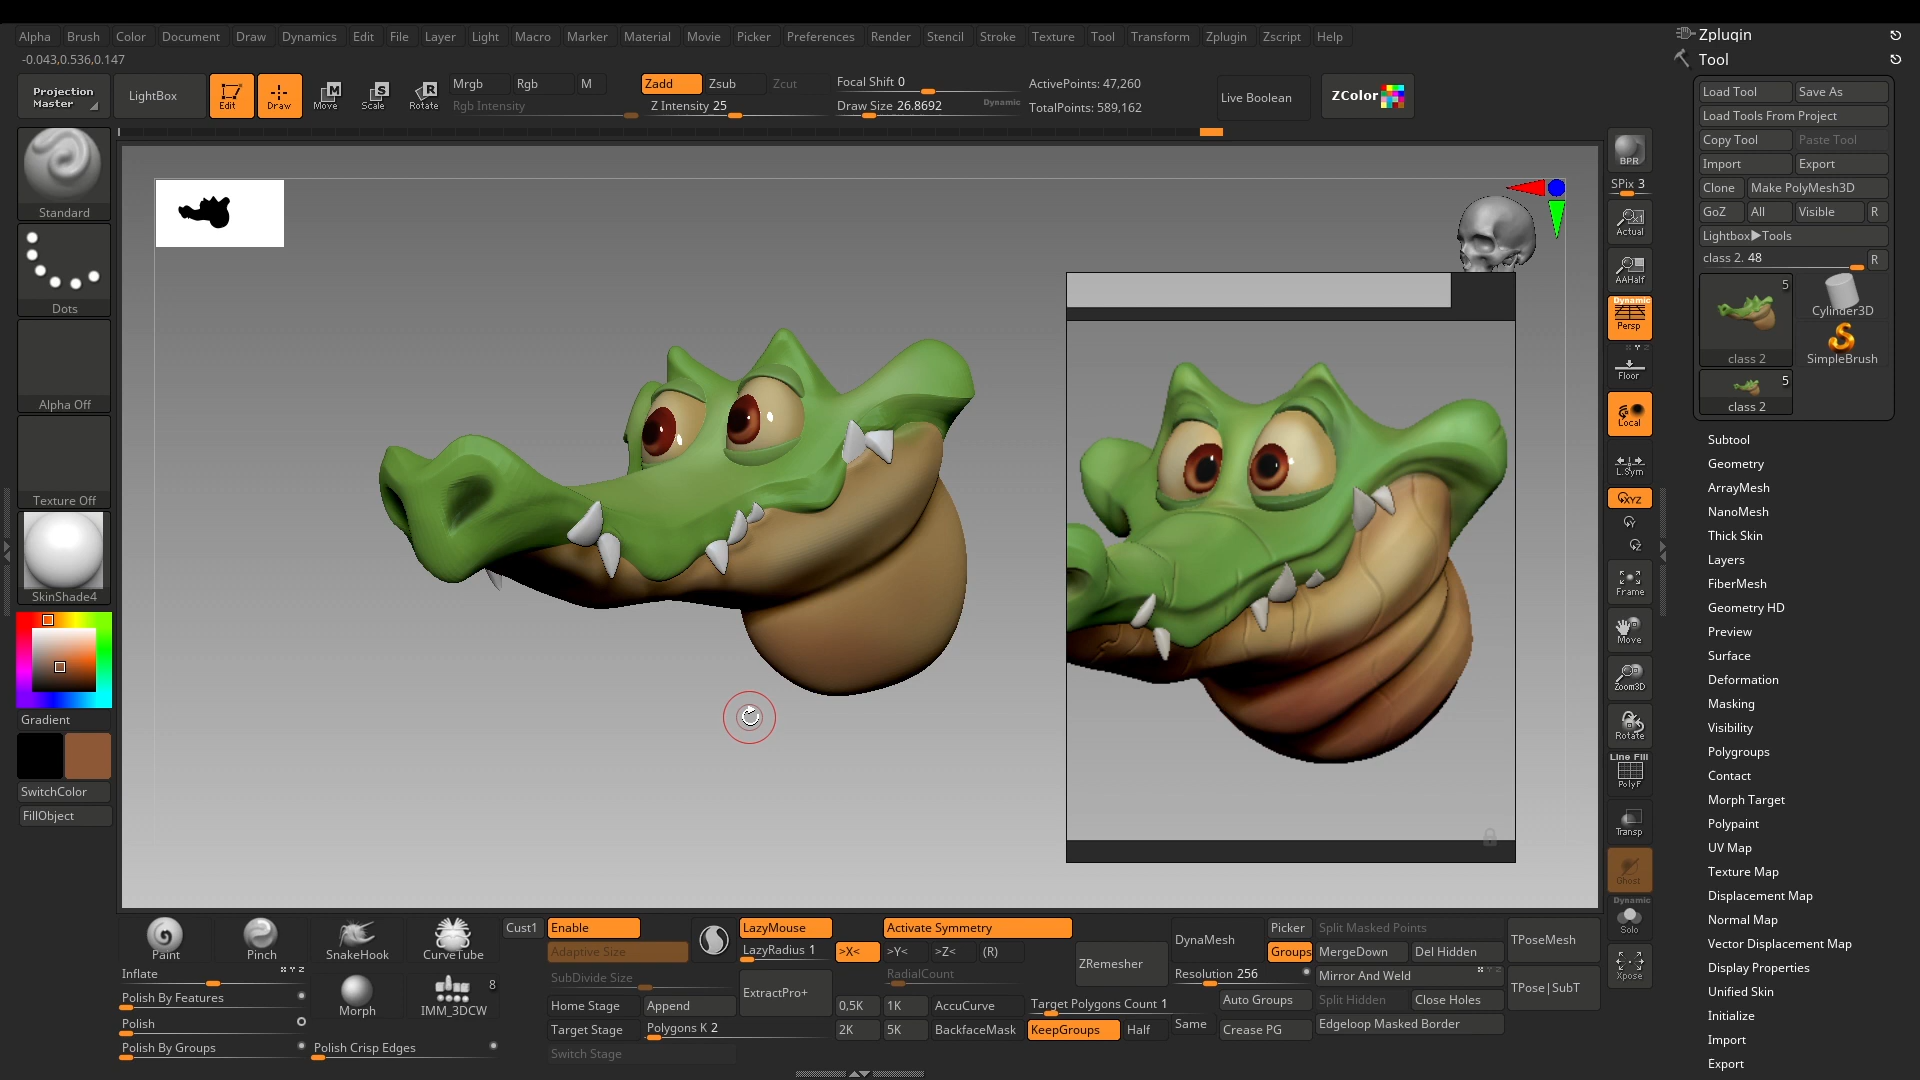 Alpha Brush Color Document Draw Dynamics Edit File Layer Light Macro Marker Material Movie Picker Preferences Render Stencil Stroke Texture Tool Transform Zplugin Zscript Help
-0.043,0.536,0.147
Projection Master
LightBox
Edit
Draw
Move
Scale
Rotate
Mrgb Rgb M
Rgb Intensity
Zadd Zsub Zcut
Z Intensity 25
Focal Shift 0
Draw Size 26.8692
Dynamic
ActivePoints: 47,260
TotalPoints: 589,162
Live Boolean
ZColor
Standard
Dots
Alpha Off
Texture Off
SkinShade4
Gradient
SwitchColor
FillObject
BPR
SPix 3
Actual
AAHalf
Dynamic
Persp
Floor
Local
L.Sym
XYZ
Y
Z
Frame
Move
Zoom3D
Rotate
Line Fill
PolyF
Transp
Ghost
Dynamic
Solo
Xpose
Zplugin
Tool
Load Tool Save As
Load Tools From Project
Copy Tool Paste Tool
Import Export
Clone Make PolyMesh3D
GoZ All Visible R
Lightbox▶Tools
class 2. 48 R
5
class 2
Cylinder3D
SimpleBrush
5
class 2
Subtool
Geometry
ArrayMesh
NanoMesh
Thick Skin
Layers
FiberMesh
Geometry HD
Preview
Surface
Deformation
Masking
Visibility
Polygroups
Contact
Morph Target
Polypaint
UV Map
Texture Map
Displacement Map
Normal Map
Vector Displacement Map
Display Properties
Unified Skin
Initialize
Import
Export
Paint
Pinch
SnakeHook
CurveTube
Inflate
Polish By Features
Polish
Polish By Groups
Morph
8
IMM_3DCW
Polish Crisp Edges
Cust1
Enable
Adaptive Size
SubDivide Size
Home Stage Append
Target Stage Polygons K 2
Switch Stage
LazyMouse
LazyRadius 1
ExtractPro+
Activate Symmetry
>X< >Y< >Z< (R)
RadialCount
0,5K 1K AccuCurve
2K 5K BackfaceMask
ZRemesher
Target Polygons Count 1
KeepGroups Half
Same
DynaMesh
Resolution 256
Auto Groups
Crease PG
Picker
Groups
Split Masked Points
MergeDown Del Hidden
Mirror And Weld
Split Hidden Close Holes
Edgeloop Masked Border
TPoseMesh
TPose|SubT